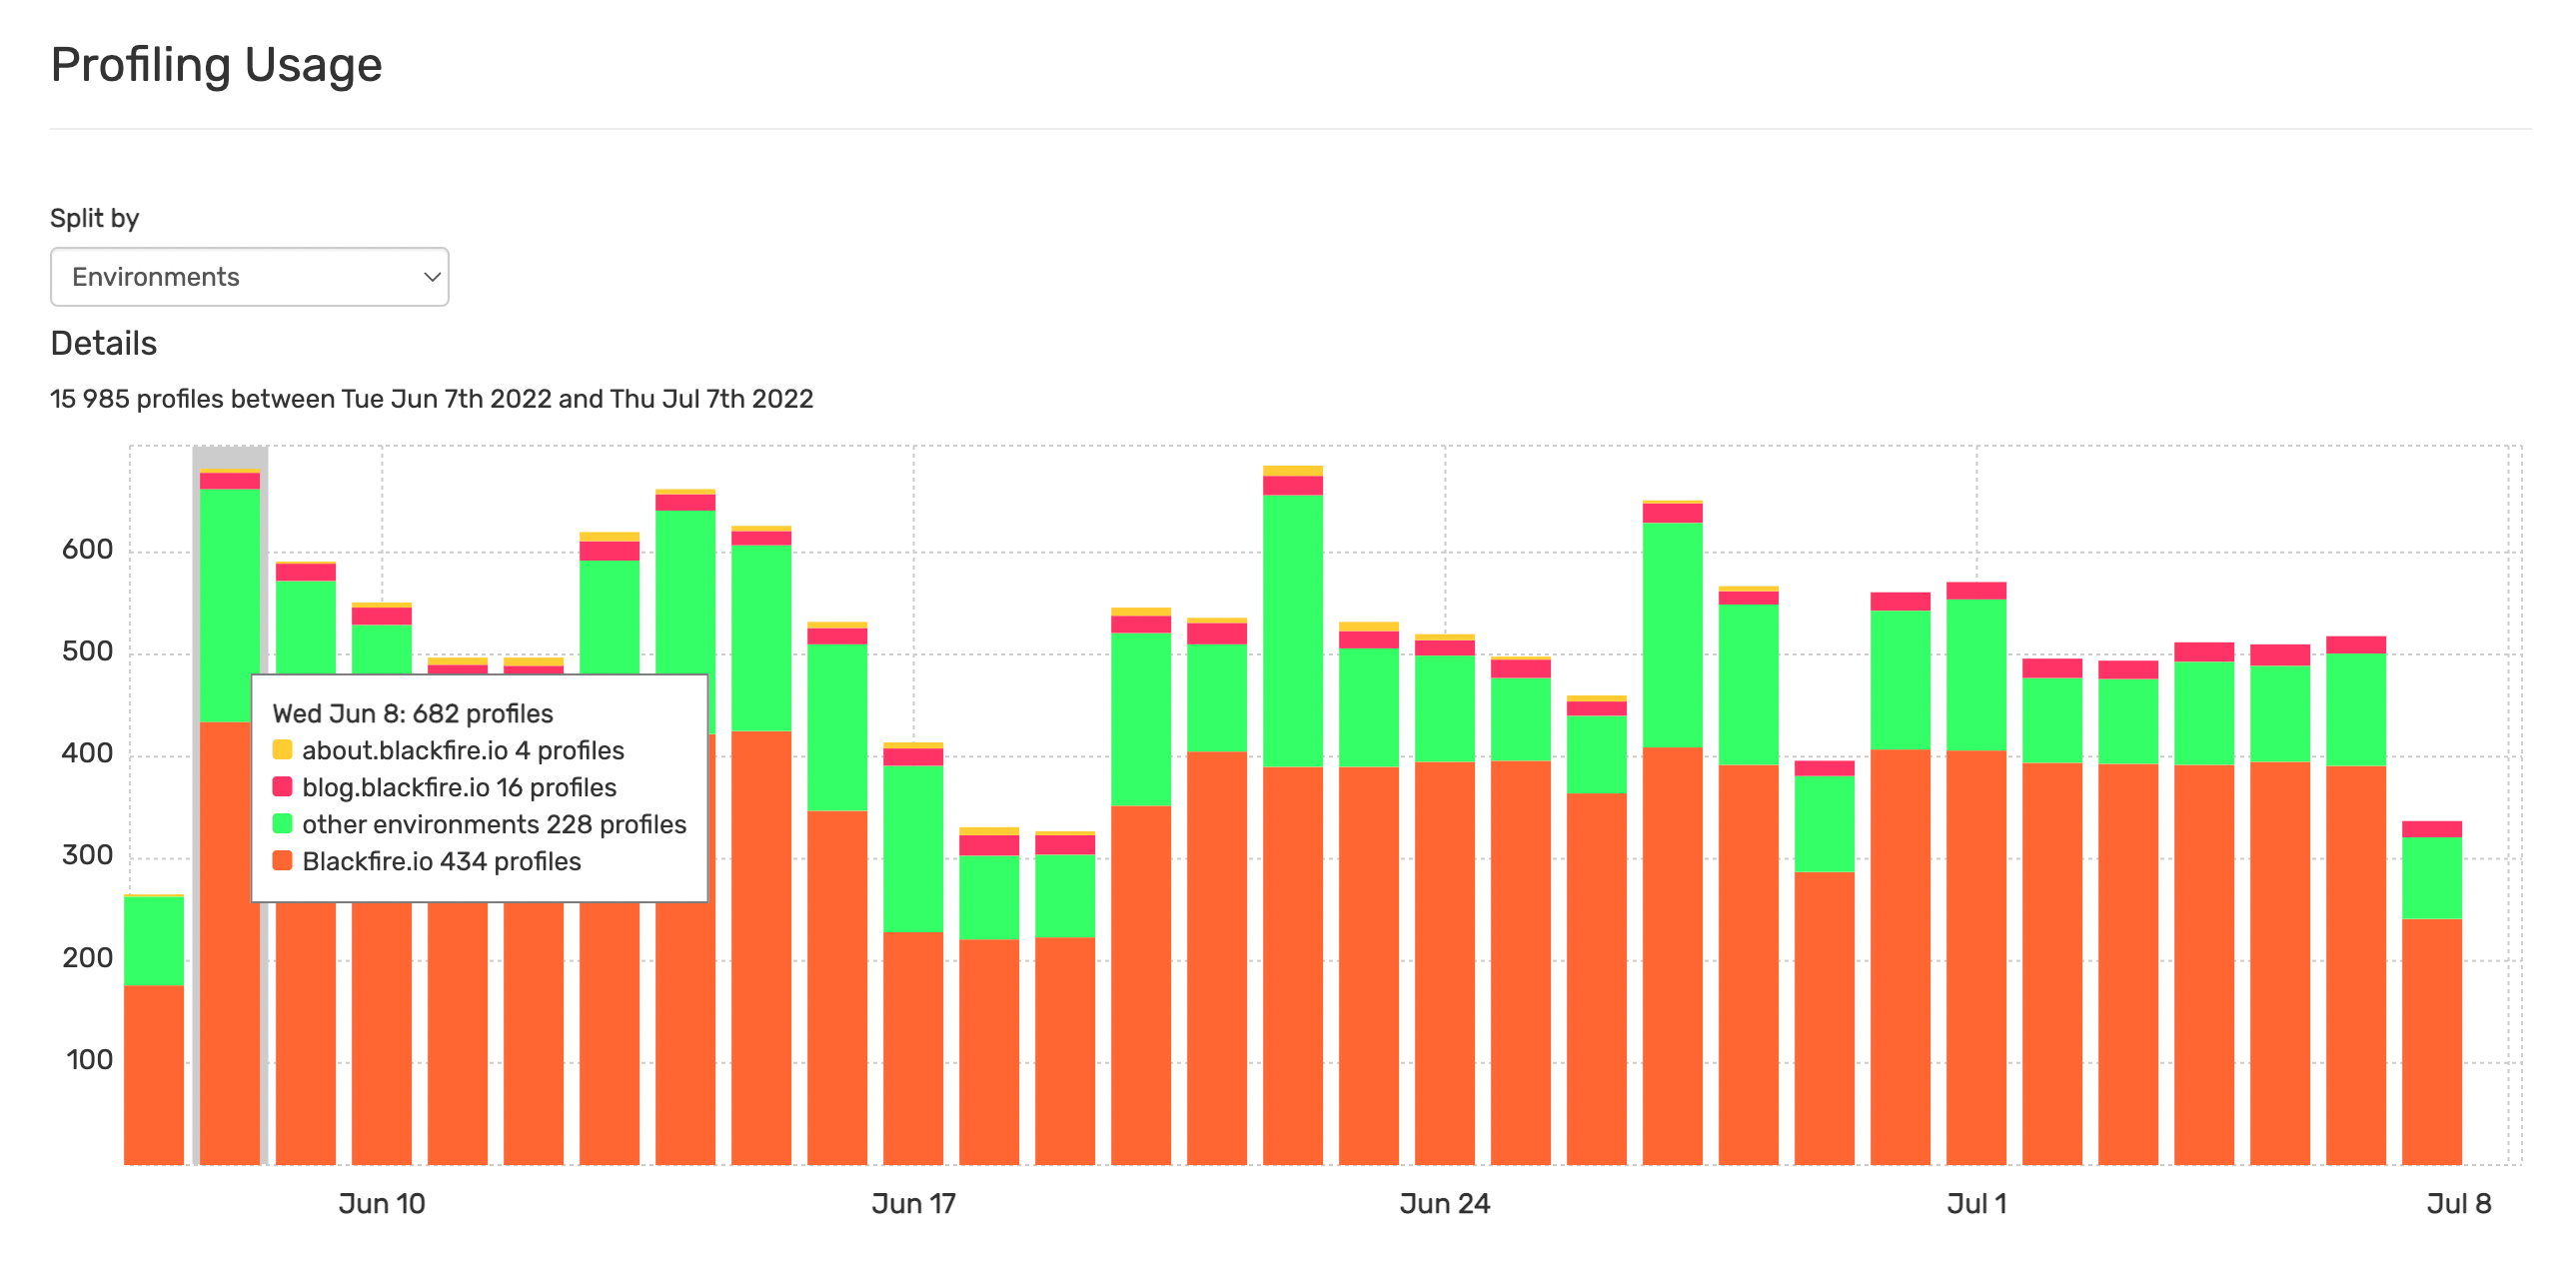 Profiling Usage
Split by
Environments
Details
15 985 profiles between Tue Jun 7th 2022 and Thu Jul 7th 2022
600
500
400
300
200
100
Wed Jun 8: 682 profiles
about.blackfire.io 4 profiles
blog.blackfire.io 16 profiles
other environments 228 profiles
Blackfire.io 434 profiles
Jun 10
Jun 17
Jun 24
Jul 1
Jul 8